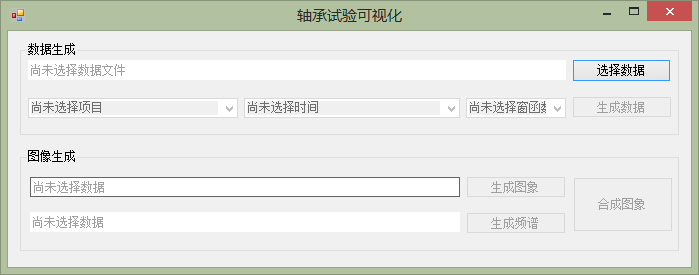 轴承试验可视化
数据生成
尚未选择数据文件
选择数据
尚未选择项目
尚未选择时间
尚未选择窗函数
生成数据
图像生成
尚未选择数据
生成图象
合成图象
尚未选择数据
生成频谱